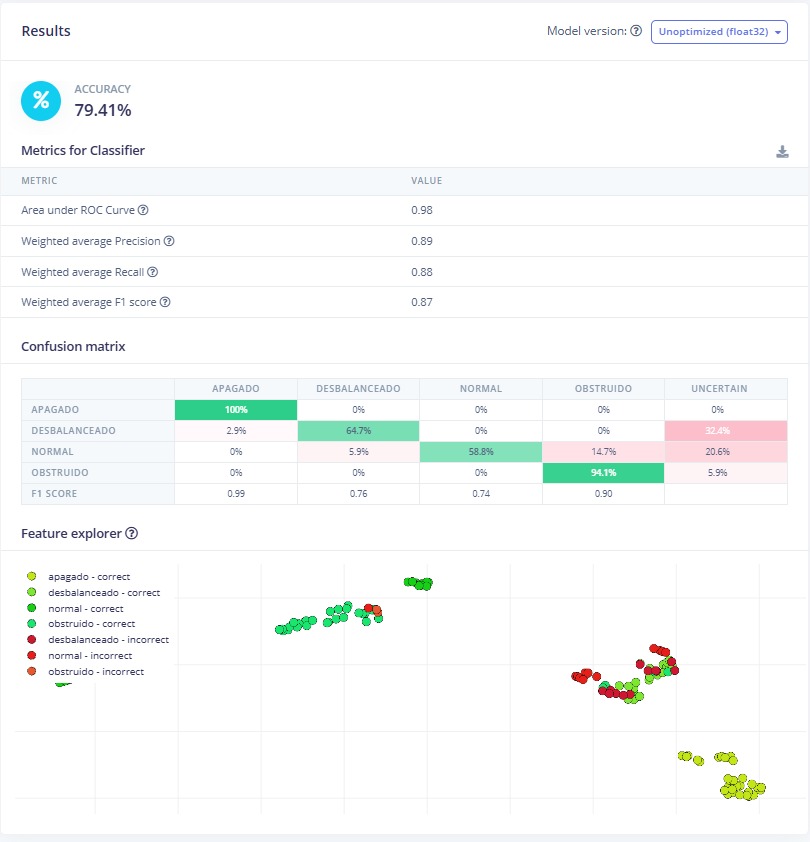 Results
Model version: Unoptimized (float32)
%
ACCURACY
79.41%
Metrics for Classifier
METRIC VALUE
Area under ROC Curve ? 0.98
Weighted average Precision ? 0.89
Weighted average Recall ? 0.88
Weighted average F1 score ? 0.87
Confusion matrix
APAGADO DESBALANCEADO NORMAL OBSTRUIDO UNCERTAIN
APAGADO 100% 0% 0% 0% 0%
DESBALANCEADO 2.9% 64.7% 0% 0% 32.4%
NORMAL 0% 5.9% 58.8% 14.7% 20.6%
OBSTRUIDO 0% 0% 0% 94.1% 5.9%
F1 SCORE 0.99 0.76 0.74 0.90
Feature explorer ?
apagado - correct
desbalanceado - correct
normal - correct
obstruido - correct
desbalanceado - incorrect
normal - incorrect
obstruido - incorrect